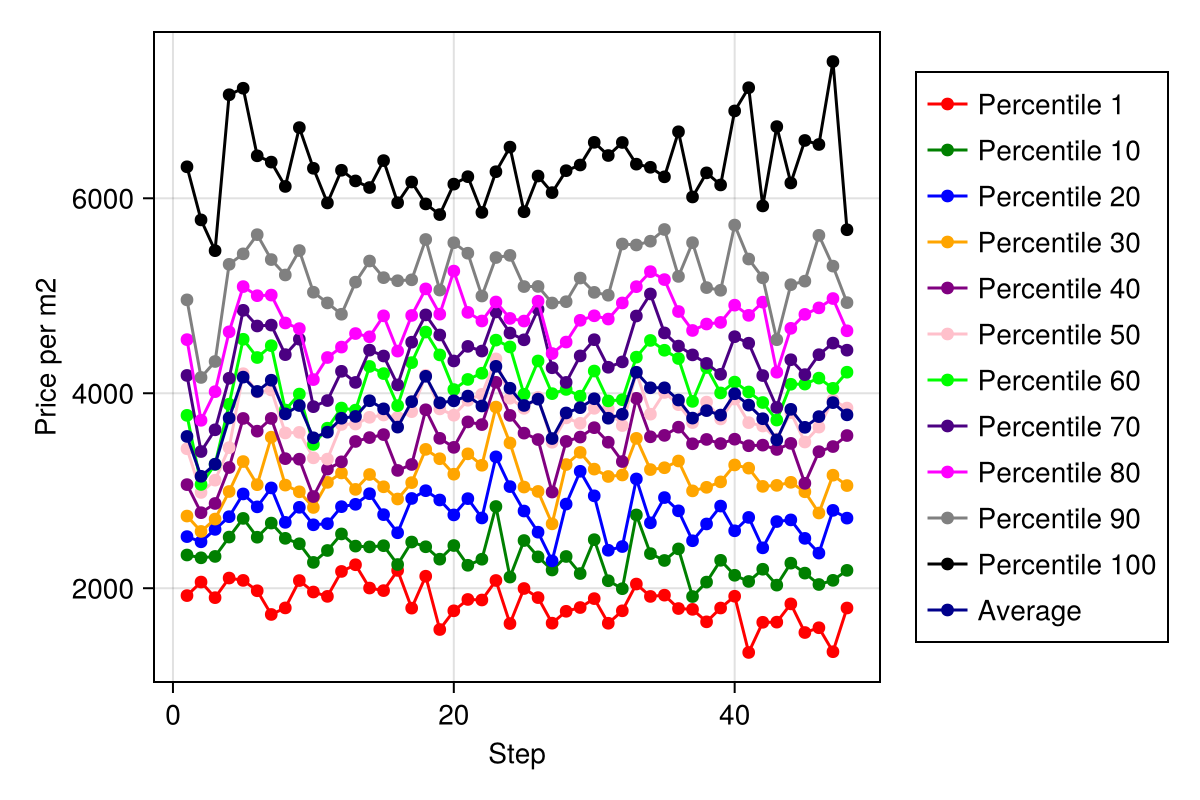 Price per m2
6000
4000
2000
0
20
40
Step
Percentile 1
Percentile 10
Percentile 20
Percentile 30
Percentile 40
Percentile 50
Percentile 60
Percentile 70
Percentile 80
Percentile 90
Percentile 100
Average